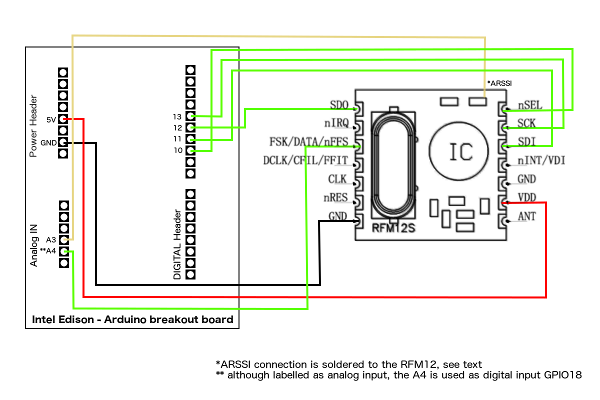 *ARSSI
Power Header
5V
GND
13
12
11
10
Analog IN
A3
**A4
DIGITAL Header
SDO
nIRQ
FSK/DATA/nFFS
DCLK/CFIL/FFIT
CLK
nRES
GND
nSEL
SCK
SDI
nINT/VDI
GND
VDD
ANT
IC
RFM12S
Intel Edison - Arduino breakout board
*ARSSI connection is soldered to the RFM12, see text
** although labelled as analog input, the A4 is used as digital input GPIO18